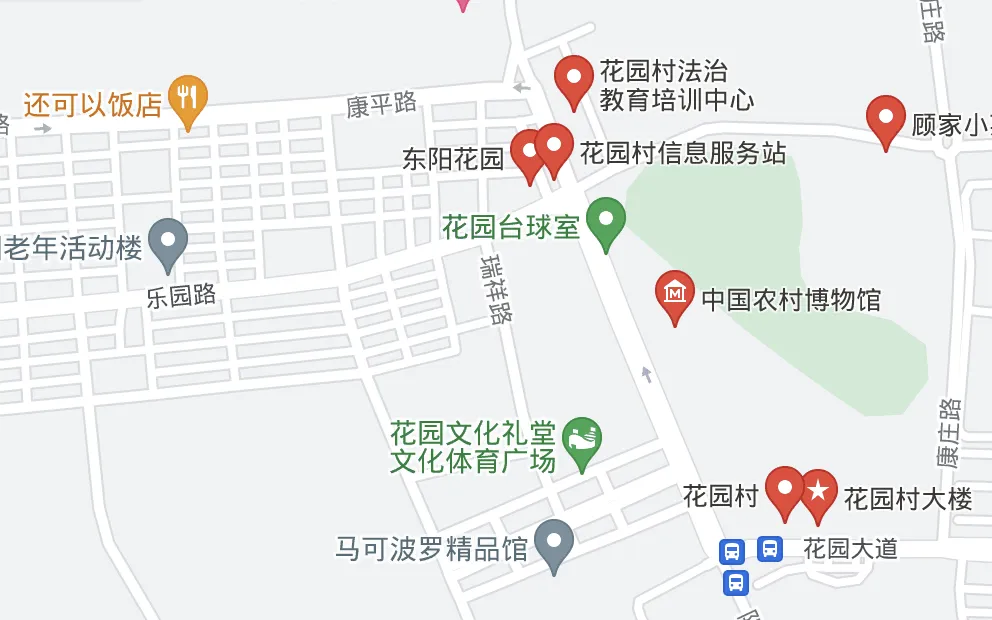 庄路
花园村法治
教育培训中心
还可以饭店
康平路
路
顾家小
东阳花园
花园村信息服务站
花园台球室
老年活动楼
瑞祥路
乐园路
M
中国农村博物馆
康庄路
花园文化礼堂
文化体育广场
花园村
花园村大楼
马可波罗精品馆
花园大道